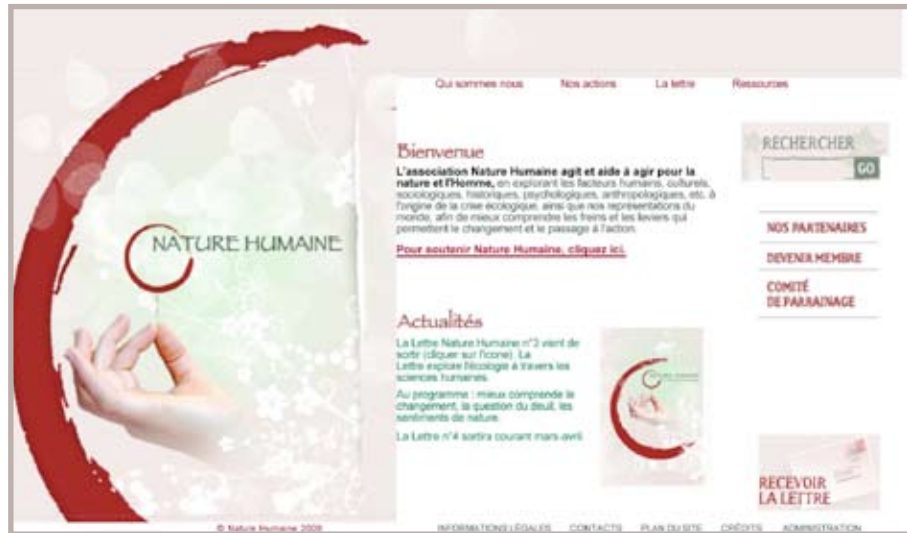 Qui sommes nous Nos actions La lettre Ressources
NATURE HUMAINE
Bienvenue
L'association Nature Humaine agit et aide à agir pour la
nature et l'Homme, en explorant les facteurs humains, culturels,
sociologiques, historiques, psychologiques, anthropologiques, etc. à
l'origine de la crise écologique, ainsi que nos représentations du
monde, afin de mieux comprendre les freins et les leviers qui
permettent le changement et le passage à l'action.
Pour soutenir Nature Humaine, cliquez ici.
Actualités
La Lettre Nature Humaine n°3 vient de
sortir (cliquer sur l'icone). La
Lettre explore l'écologie à travers les
sciences humaines.
Au programme : mieux comprende le
changement, la question du deuil, les
sentiments de nature.
La Lettre n°4 sortira courant mars-avril
NATURE HUMAINE
RECHERCHER
GO
NOS PARTENAIRES
DEVENIR MEMBRE
COMITÉ
DE PARRAINAGE
RECEVOIR
LA LETTRE
© Nature Humaine 2009
INFORMATIONS LÉGALES CONTACTS PLAN DU SITE CRÉDITS ADMINISTRATION